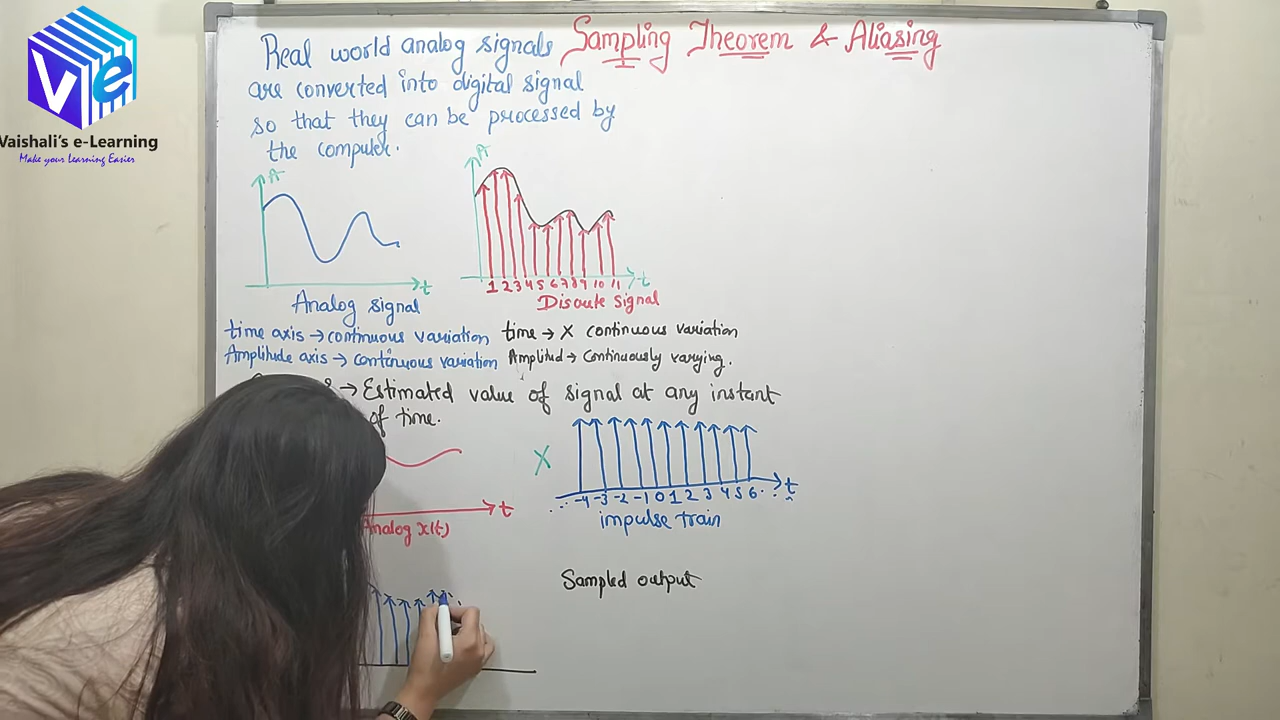 Ve
Vaishali's e-Learning
Make your Learning Easier
Sampling Theorem & Aliasing
Real world analog signals
are converted into digital signal
so that they can be processed by
the computer.
A
t
Analog signal
time axis → continuous variation
Amplitude axis → continuous variation
A
t
1 2 3 4 5 6 7 8 9 10 11
Discrete Signal
time → X continuous variation
Amplitud → Continuously varying.
→ Estimated value of signal at any instant
of time.
t
Analog x(t)
X
t
... -4 -3 -2 -1 0 1 2 3 4 5 6 ...
impulse train
Sampled output